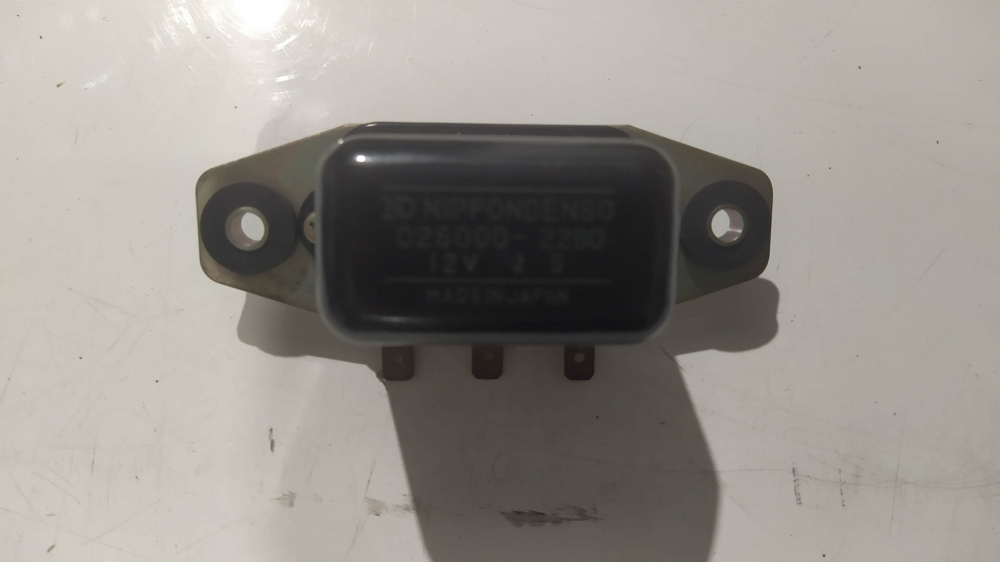 ND NIPPONDENSO
026000-2280
12V 2 S
MADE IN JAPAN